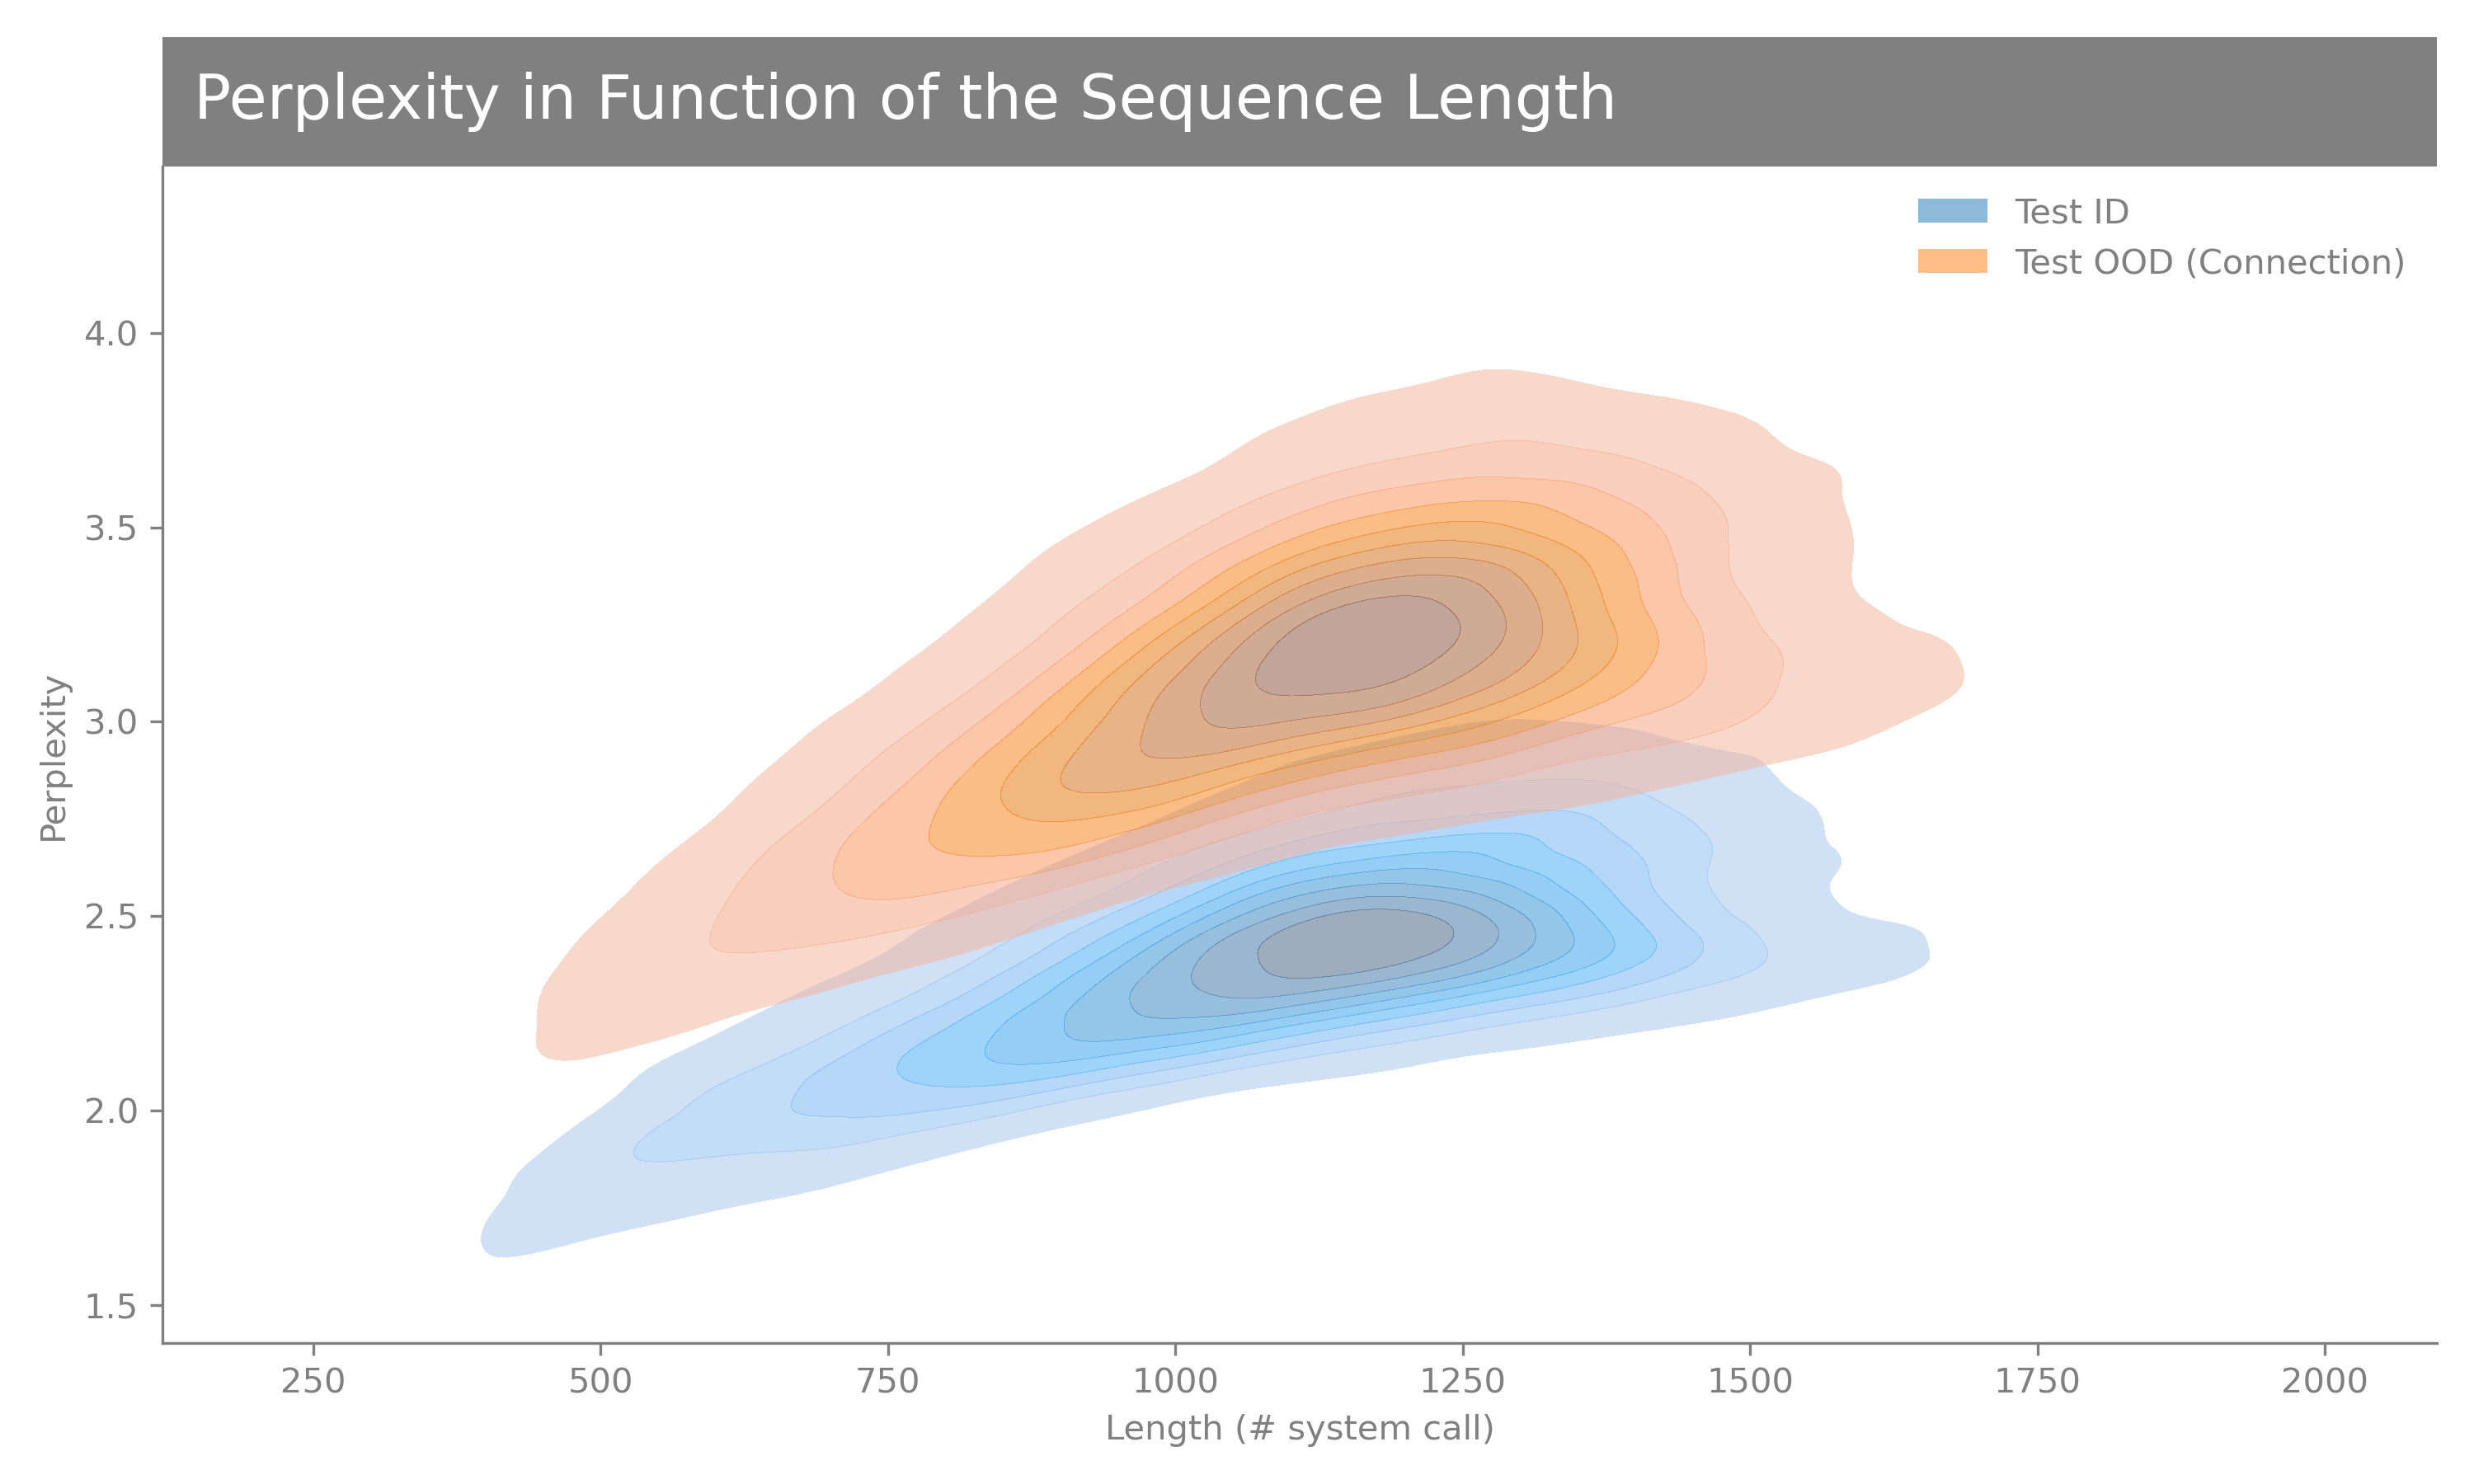 Perplexity in Function of the Sequence Length
Test ID
Test OOD (Connection)
4.0
3.5
3.0
2.5
2.0
1.5
Perplexity
250 500 750 1000 1250 1500 1750 2000
Length (# system call)